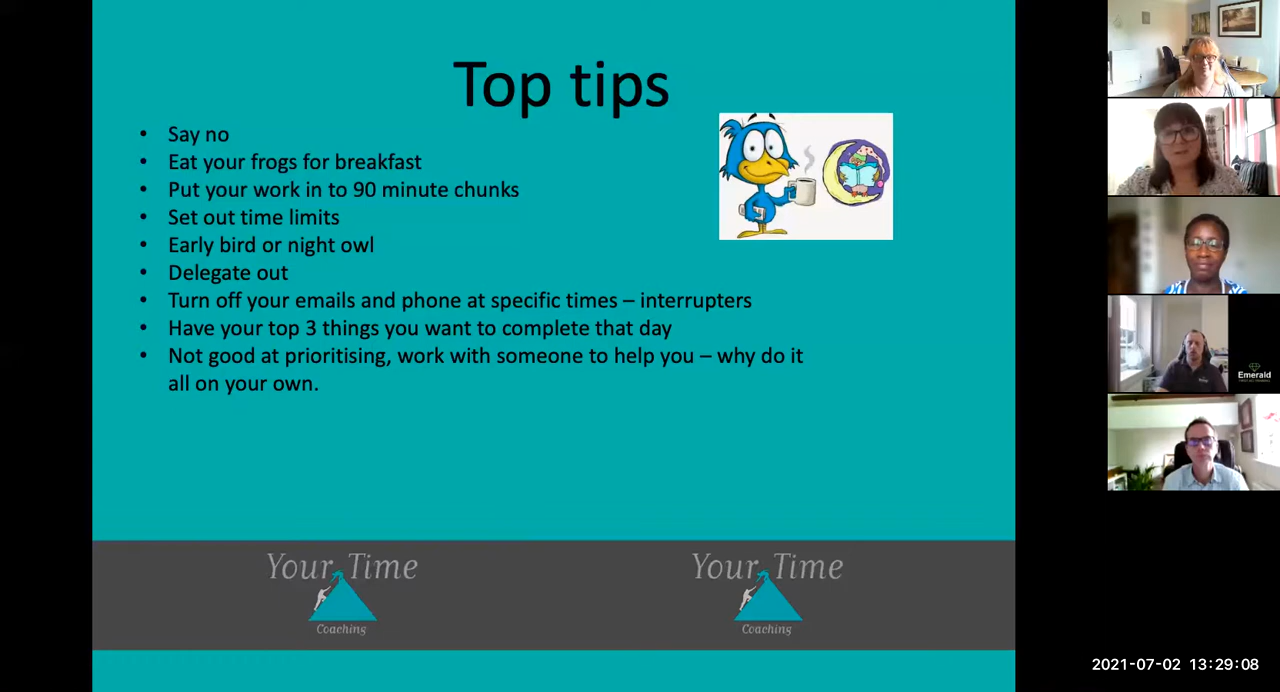 Top tips
• Say no
• Eat your frogs for breakfast
• Put your work in to 90 minute chunks
• Set out time limits
• Early bird or night owl
• Delegate out
• Turn off your emails and phone at specific times – interrupters
• Have your top 3 things you want to complete that day
• Not good at prioritising, work with someone to help you – why do it
all on your own.
Your Time
Coaching
Your Time
Coaching
Emerald
2021-07-02 13:29:08